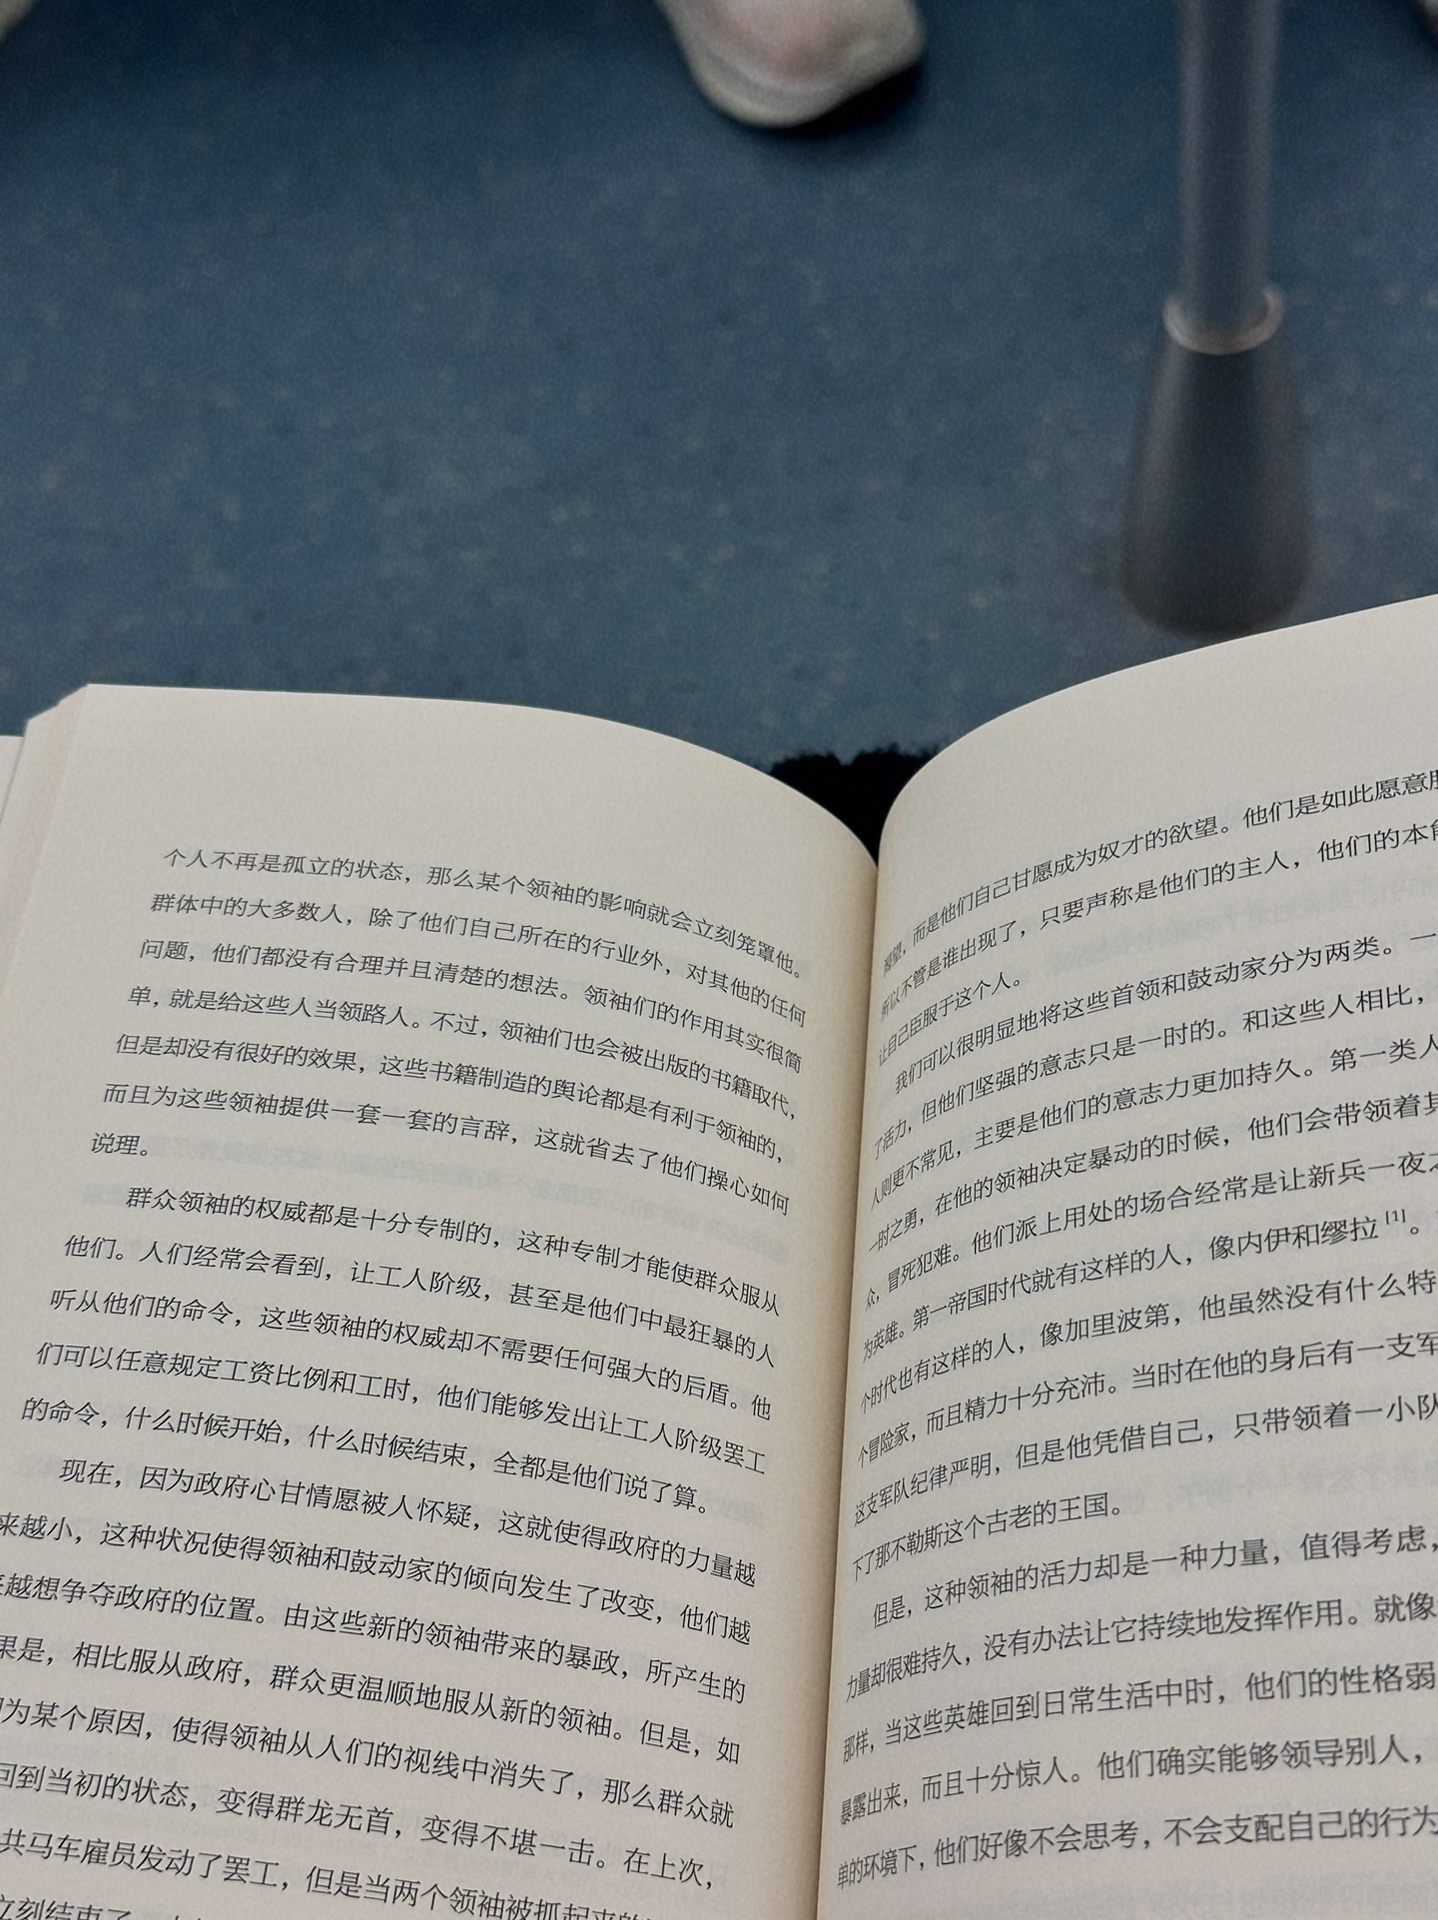 个人不再是孤立的状态，那么某个领袖的影响就会立刻笼罩他。
群体中的大多数人，除了他们自己所在的行业外，对其他的任何
问题，他们都没有合理并且清楚的想法。领袖们的作用其实很简
单，就是给这些人当领路人。不过，领袖们也会被出版的书籍取代，
但是却没有很好的效果，这些书籍制造的舆论都是有利于领袖的，
而且为这些领袖提供一套一套的言辞，这就省去了他们操心如何
说理。
群众领袖的权威都是十分专制的，这种专制才能使群众服从
他们。人们经常会看到，让工人阶级，甚至是他们中最狂暴的人
听从他们的命令，这些领袖的权威却不需要任何强大的后盾。他
们可以任意规定工资比例和工时，他们能够发出让工人阶级罢工
的命令，什么时候开始，什么时候结束，全都是他们说了算。
现在，因为政府心甘情愿被人怀疑，这就使得政府的力量越
来越小，这种状况使得领袖和鼓动家的倾向发生了改变，他们越
越想争夺政府的位置。由这些新的领袖带来的暴政，所产生的
果是，相比服从政府，群众更温顺地服从新的领袖。但是，如
为某个原因，使得领袖从人们的视线中消失了，那么群众就
回到当初的状态，变得群龙无首，变得不堪一击。在上次，
共马车雇员发动了罢工，但是当两个领袖被抓起来
立刻结束了
渴望，而是他们自己甘愿成为奴才的欲望。他们是如此愿意
所以不管是谁出现了，只要声称是他们的主人，他们的本
让自己臣服于这个人。
我们可以很明显地将这些首领和鼓动家分为两类。一
了活力，但他们坚强的意志只是一时的。和这些人相比，
人则更不常见，主要是他们的意志力更加持久。第一类人
一时之勇，在他的领袖决定暴动的时候，他们会带领着
众，冒死犯难。他们派上用处的场合经常是让新兵一夜
为英雄。第一帝国时代就有这样的人，像内伊和缪拉[1]。
个时代也有这样的人，像加里波第，他虽然没有什么特
个冒险家，而且精力十分充沛。当时在他的身后有一支军
这支军队纪律严明，但是他凭借自己，只带领着一小队
下了那不勒斯这个古老的王国。
但是，这种领袖的活力却是一种力量，值得考虑，
力量却很难持久，没有办法让它持续地发挥作用。就像
那样，当这些英雄回到日常生活中时，他们的性格弱
暴露出来，而且十分惊人。他们确实能够领导别人，
单的环境下，他们好像不会思考，不会支配自己的行为